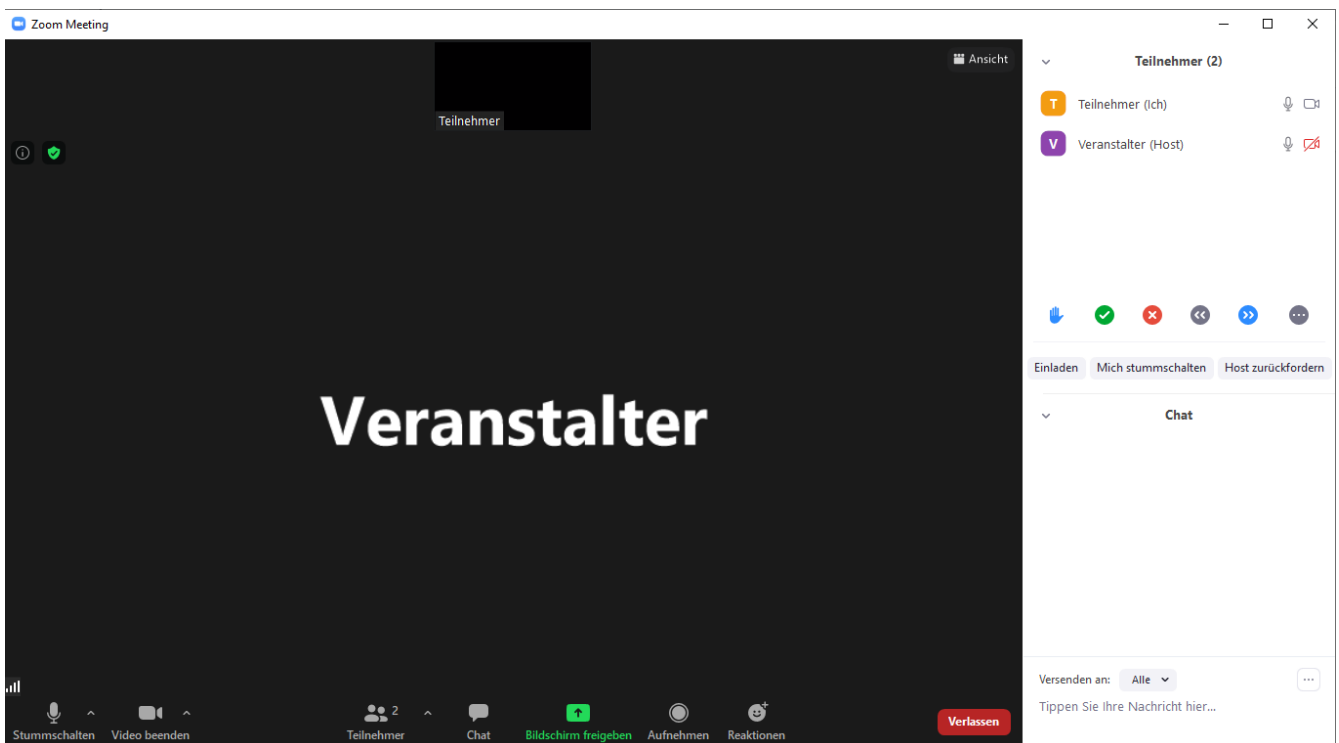 Zoom Meeting
Ansicht
Teilnehmer
Veranstalter
Stummschalten
Video beenden
2
Teilnehmer
Chat
Bildschirm freigeben
Aufnehmen
Reaktionen
Verlassen
Teilnehmer (2)
T Teilnehmer (Ich)
V Veranstalter (Host)
Einladen Mich stummschalten Host zurückfordern
Chat
Versenden an: Alle
Tippen Sie Ihre Nachricht hier...